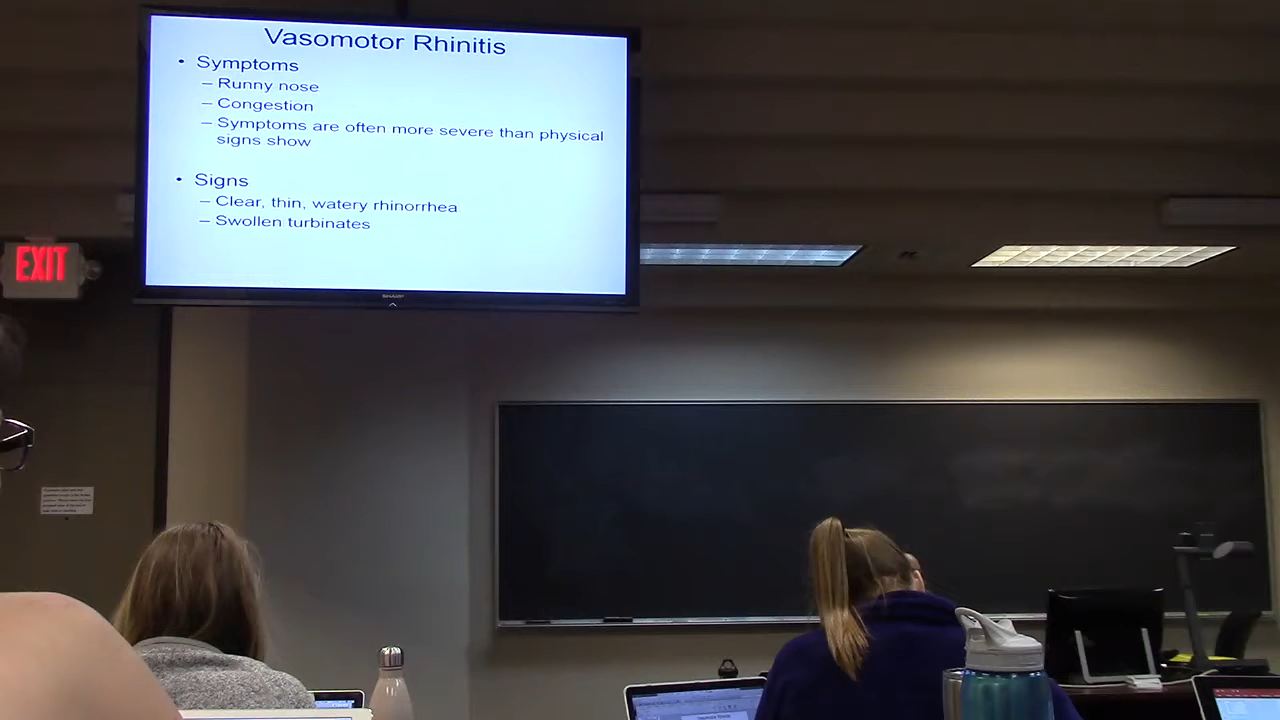 Vasomotor Rhinitis
• Symptoms
– Runny nose
– Congestion
– Symptoms are often more severe than physical
signs show
• Signs
– Clear, thin, watery rhinorrhea
– Swollen turbinates
SHARP
EXIT